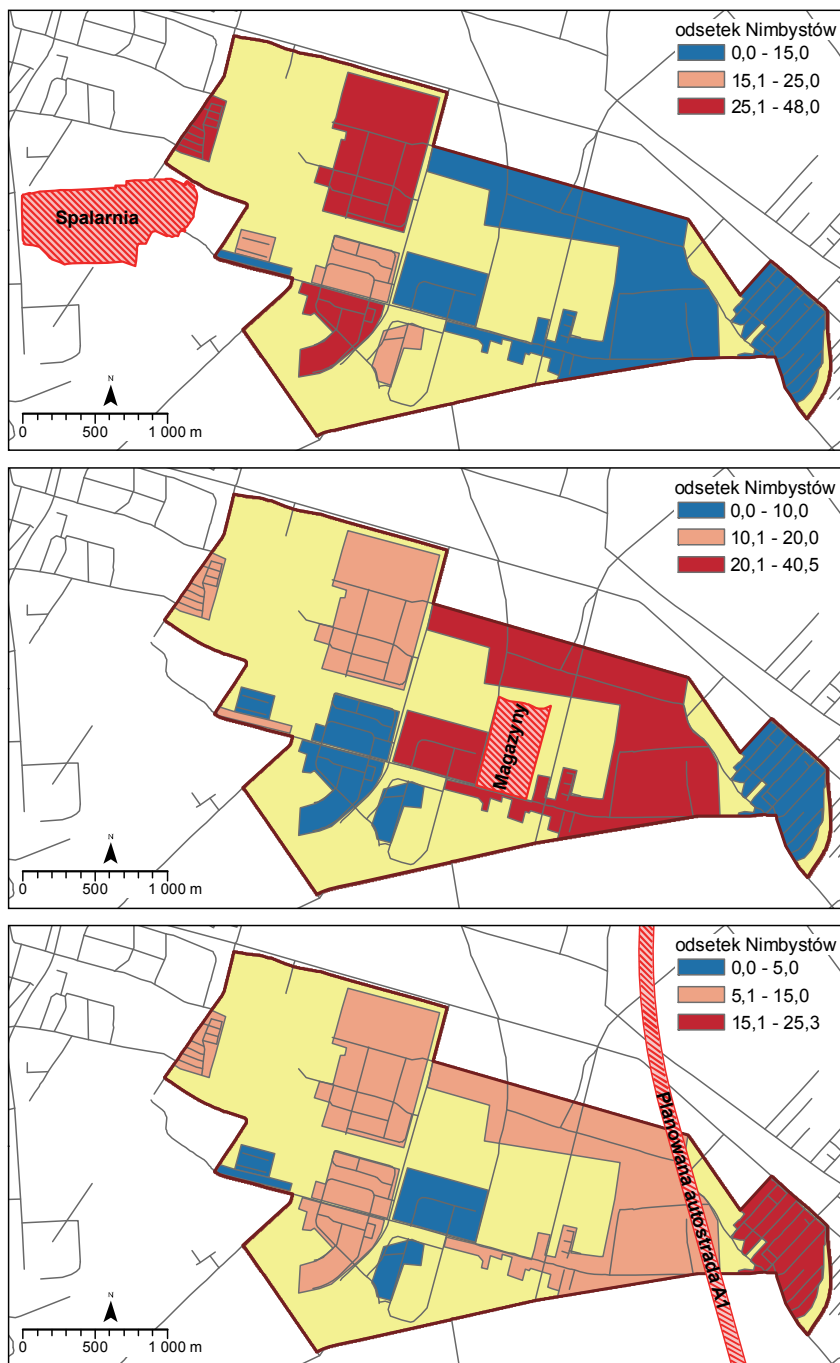 odsetek Nimbystów
0,0 - 15,0
15,1 - 25,0
25,1 - 48,0
Spalarnia
N
0 500 1 000 m
odsetek Nimbystów
0,0 - 10,0
10,1 - 20,0
20,1 - 40,5
Magazyny
N
0 500 1 000 m
odsetek Nimbystów
0,0 - 5,0
5,1 - 15,0
15,1 - 25,3
Planowana autostrada A1
N
0 500 1 000 m